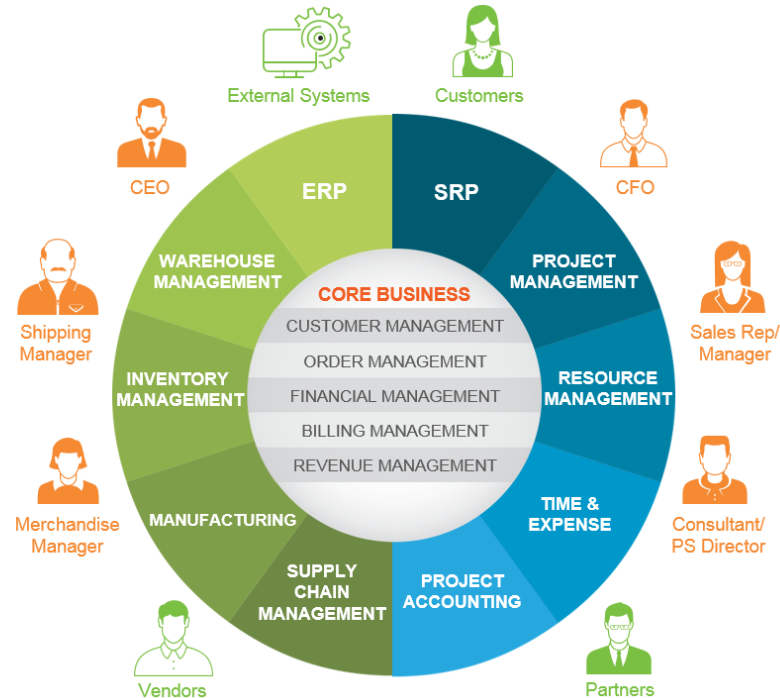 External Systems
Customers
CEO
CFO
ERP
SRP
WAREHOUSE
MANAGEMENT
PROJECT
MANAGEMENT
CORE BUSINESS
CUSTOMER MANAGEMENT
ORDER MANAGEMENT
FINANCIAL MANAGEMENT
BILLING MANAGEMENT
REVENUE MANAGEMENT
Shipping
Manager
Sales Rep/
Manager
INVENTORY
MANAGEMENT
RESOURCE
MANAGEMENT
Merchandise
Manager
MANUFACTURING
TIME &
EXPENSE
Consultant/
PS Director
SUPPLY
CHAIN
MANAGEMENT
PROJECT
ACCOUNTING
Vendors
Partners